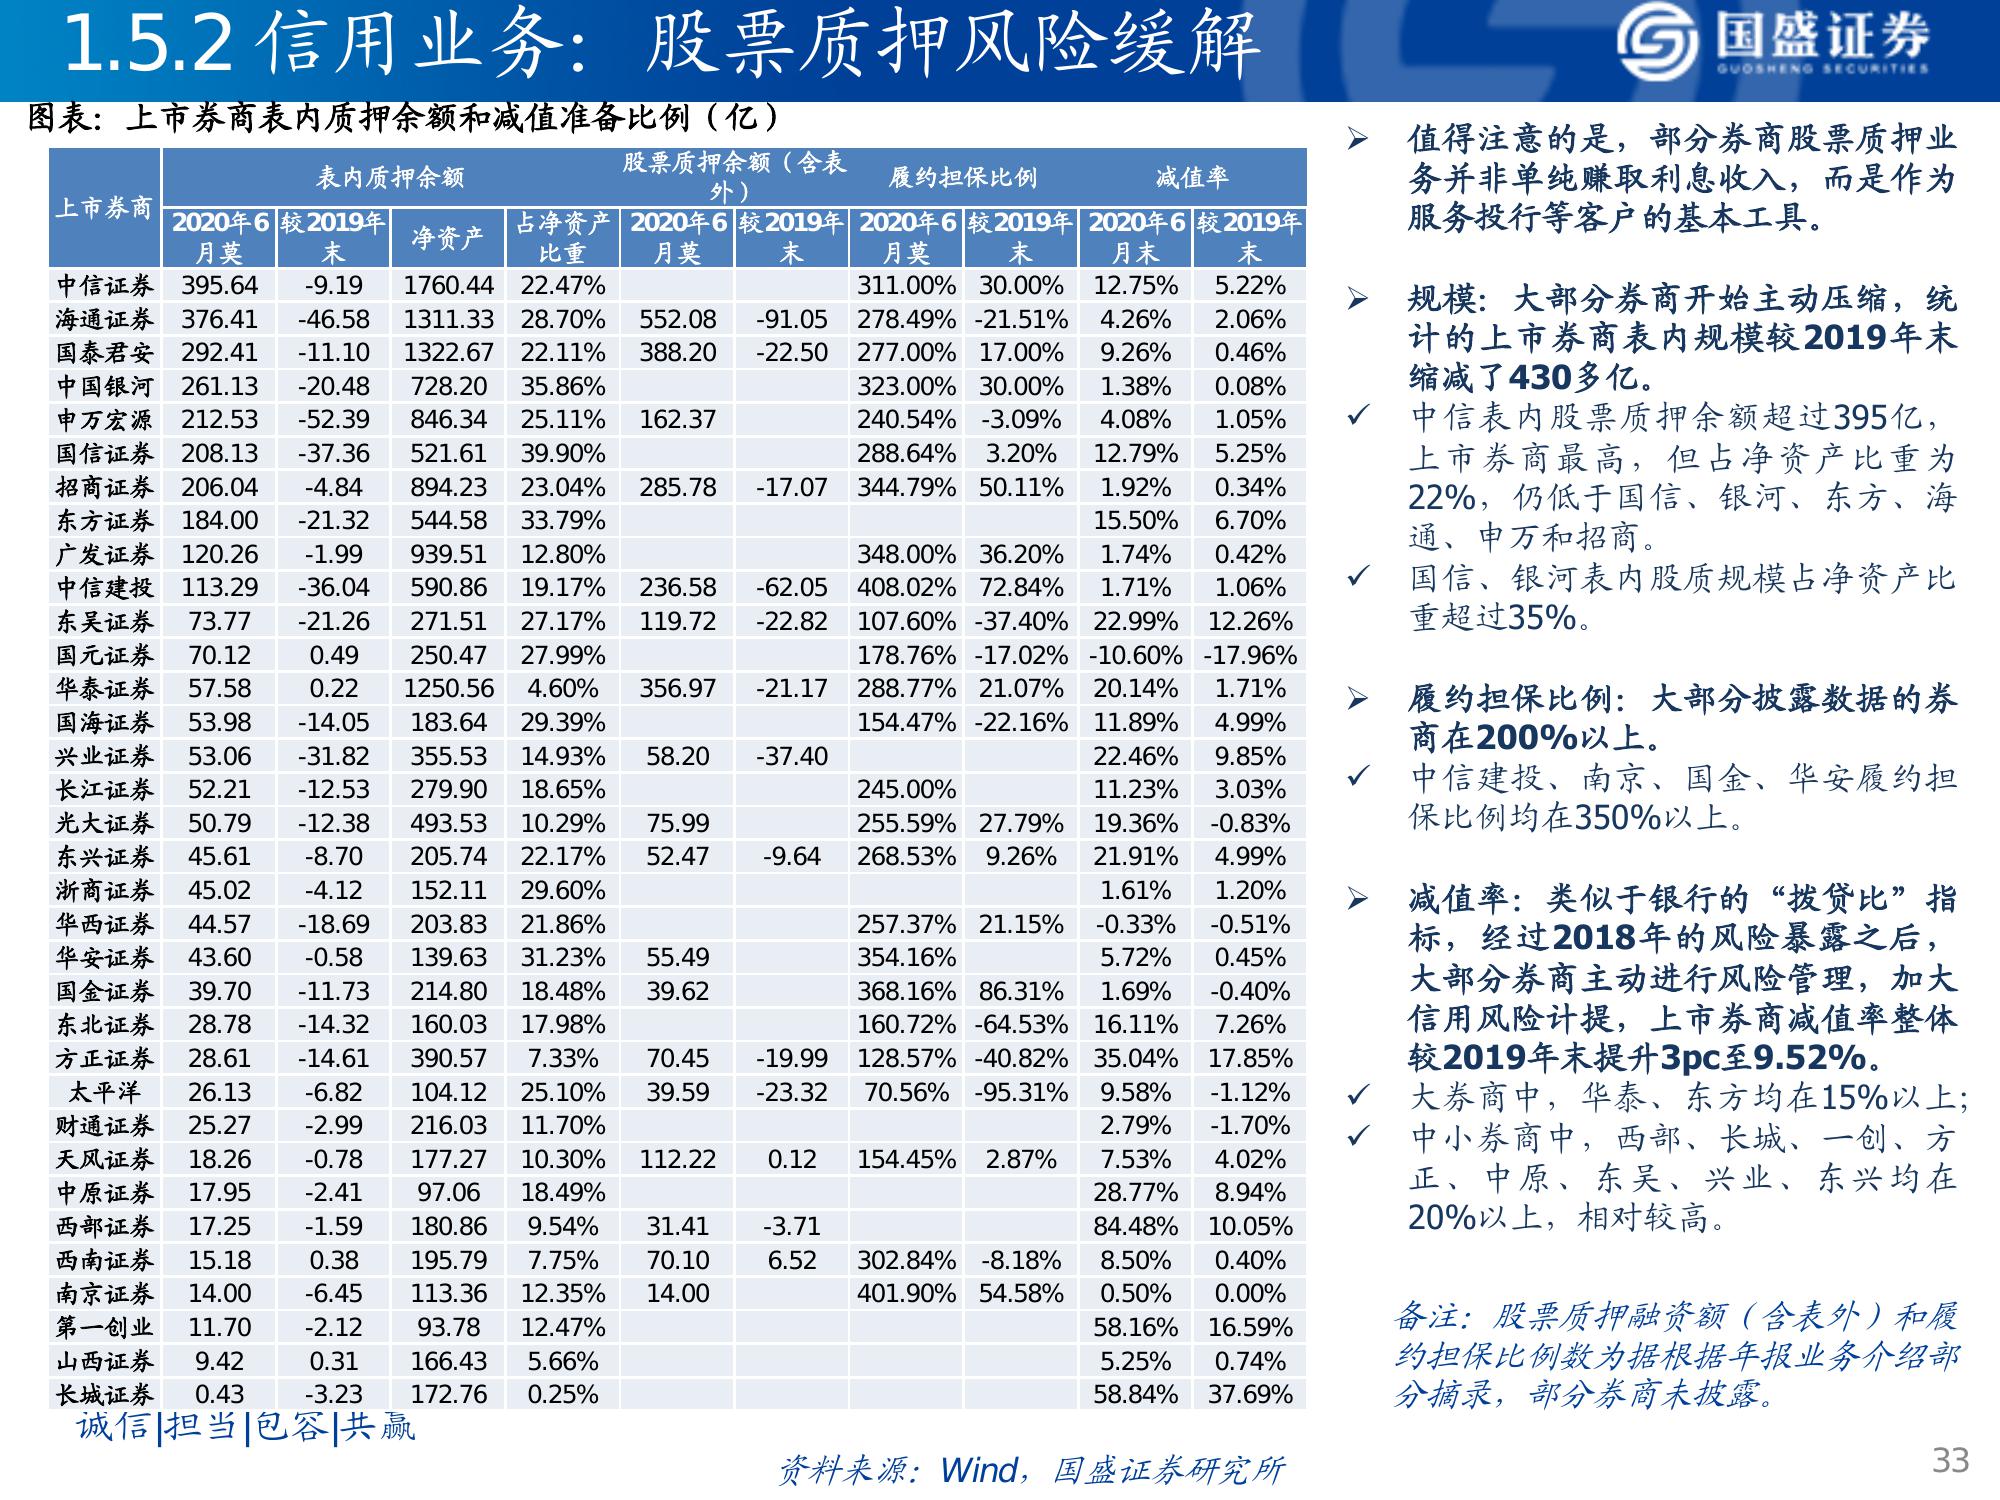 1.5.2 信用业务：股票质押风险缓解
国盛证券
GUOSHENG SECURITIES
图表：上市券商表内质押余额和减值准备比例（亿）
上市券商 表内质押余额 股票质押余额（含表外） 履约担保比例 减值率
2020年6月莫 较2019年末 净资产 占净资产比重 2020年6月莫 较2019年末 2020年6月莫 较2019年末 2020年6月末 较2019年末
中信证券 395.64 -9.19 1760.44 22.47% 311.00% 30.00% 12.75% 5.22%
海通证券 376.41 -46.58 1311.33 28.70% 552.08 -91.05 278.49% -21.51% 4.26% 2.06%
国泰君安 292.41 -11.10 1322.67 22.11% 388.20 -22.50 277.00% 17.00% 9.26% 0.46%
中国银河 261.13 -20.48 728.20 35.86% 323.00% 30.00% 1.38% 0.08%
申万宏源 212.53 -52.39 846.34 25.11% 162.37 240.54% -3.09% 4.08% 1.05%
国信证券 208.13 -37.36 521.61 39.90% 288.64% 3.20% 12.79% 5.25%
招商证券 206.04 -4.84 894.23 23.04% 285.78 -17.07 344.79% 50.11% 1.92% 0.34%
东方证券 184.00 -21.32 544.58 33.79% 15.50% 6.70%
广发证券 120.26 -1.99 939.51 12.80% 348.00% 36.20% 1.74% 0.42%
中信建投 113.29 -36.04 590.86 19.17% 236.58 -62.05 408.02% 72.84% 1.71% 1.06%
东吴证券 73.77 -21.26 271.51 27.17% 119.72 -22.82 107.60% -37.40% 22.99% 12.26%
国元证券 70.12 0.49 250.47 27.99% 178.76% -17.02% -10.60% -17.96%
华泰证券 57.58 0.22 1250.56 4.60% 356.97 -21.17 288.77% 21.07% 20.14% 1.71%
国海证券 53.98 -14.05 183.64 29.39% 154.47% -22.16% 11.89% 4.99%
兴业证券 53.06 -31.82 355.53 14.93% 58.20 -37.40 22.46% 9.85%
长江证券 52.21 -12.53 279.90 18.65% 245.00% 11.23% 3.03%
光大证券 50.79 -12.38 493.53 10.29% 75.99 255.59% 27.79% 19.36% -0.83%
东兴证券 45.61 -8.70 205.74 22.17% 52.47 -9.64 268.53% 9.26% 21.91% 4.99%
浙商证券 45.02 -4.12 152.11 29.60% 1.61% 1.20%
华西证券 44.57 -18.69 203.83 21.86% 257.37% 21.15% -0.33% -0.51%
华安证券 43.60 -0.58 139.63 31.23% 55.49 354.16% 5.72% 0.45%
国金证券 39.70 -11.73 214.80 18.48% 39.62 368.16% 86.31% 1.69% -0.40%
东北证券 28.78 -14.32 160.03 17.98% 160.72% -64.53% 16.11% 7.26%
方正证券 28.61 -14.61 390.57 7.33% 70.45 -19.99 128.57% -40.82% 35.04% 17.85%
太平洋 26.13 -6.82 104.12 25.10% 39.59 -23.32 70.56% -95.31% 9.58% -1.12%
财通证券 25.27 -2.99 216.03 11.70% 2.79% -1.70%
天风证券 18.26 -0.78 177.27 10.30% 112.22 0.12 154.45% 2.87% 7.53% 4.02%
中原证券 17.95 -2.41 97.06 18.49% 28.77% 8.94%
西部证券 17.25 -1.59 180.86 9.54% 31.41 -3.71 84.48% 10.05%
西南证券 15.18 0.38 195.79 7.75% 70.10 6.52 302.84% -8.18% 8.50% 0.40%
南京证券 14.00 -6.45 113.36 12.35% 14.00 401.90% 54.58% 0.50% 0.00%
第一创业 11.70 -2.12 93.78 12.47% 58.16% 16.59%
山西证券 9.42 0.31 166.43 5.66% 5.25% 0.74%
长城证券 0.43 -3.23 172.76 0.25% 58.84% 37.69%
➢ 值得注意的是，部分券商股票质押业
务并非单纯赚取利息收入，而是作为
服务投行等客户的基本工具。
➢ 规模：大部分券商开始主动压缩，统
计的上市券商表内规模较2019年末
缩减了430多亿。
✓ 中信表内股票质押余额超过395亿，
上市券商最高，但占净资产比重为
22%，仍低于国信、银河、东方、海
通、申万和招商。
✓ 国信、银河表内股质规模占净资产比
重超过35%。
➢ 履约担保比例：大部分披露数据的券
商在200%以上。
✓ 中信建投、南京、国金、华安履约担
保比例均在350%以上。
➢ 减值率：类似于银行的“拨贷比”指
标，经过2018年的风险暴露之后，
大部分券商主动进行风险管理，加大
信用风险计提，上市券商减值率整体
较2019年末提升3pc至9.52%。
✓ 大券商中，华泰、东方均在15%以上；
✓ 中小券商中，西部、长城、一创、方
正、中原、东吴、兴业、东兴均在
20%以上，相对较高。
备注：股票质押融资额（含表外）和履
约担保比例数为据根据年报业务介绍部
分摘录，部分券商未披露。
诚信|担当|包容|共赢
资料来源：Wind，国盛证券研究所
33